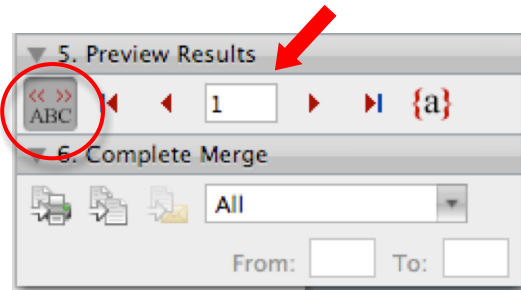 5. Preview Results
<< >>
ABC
1
{a}
6. Complete Merge
All
From:
To: